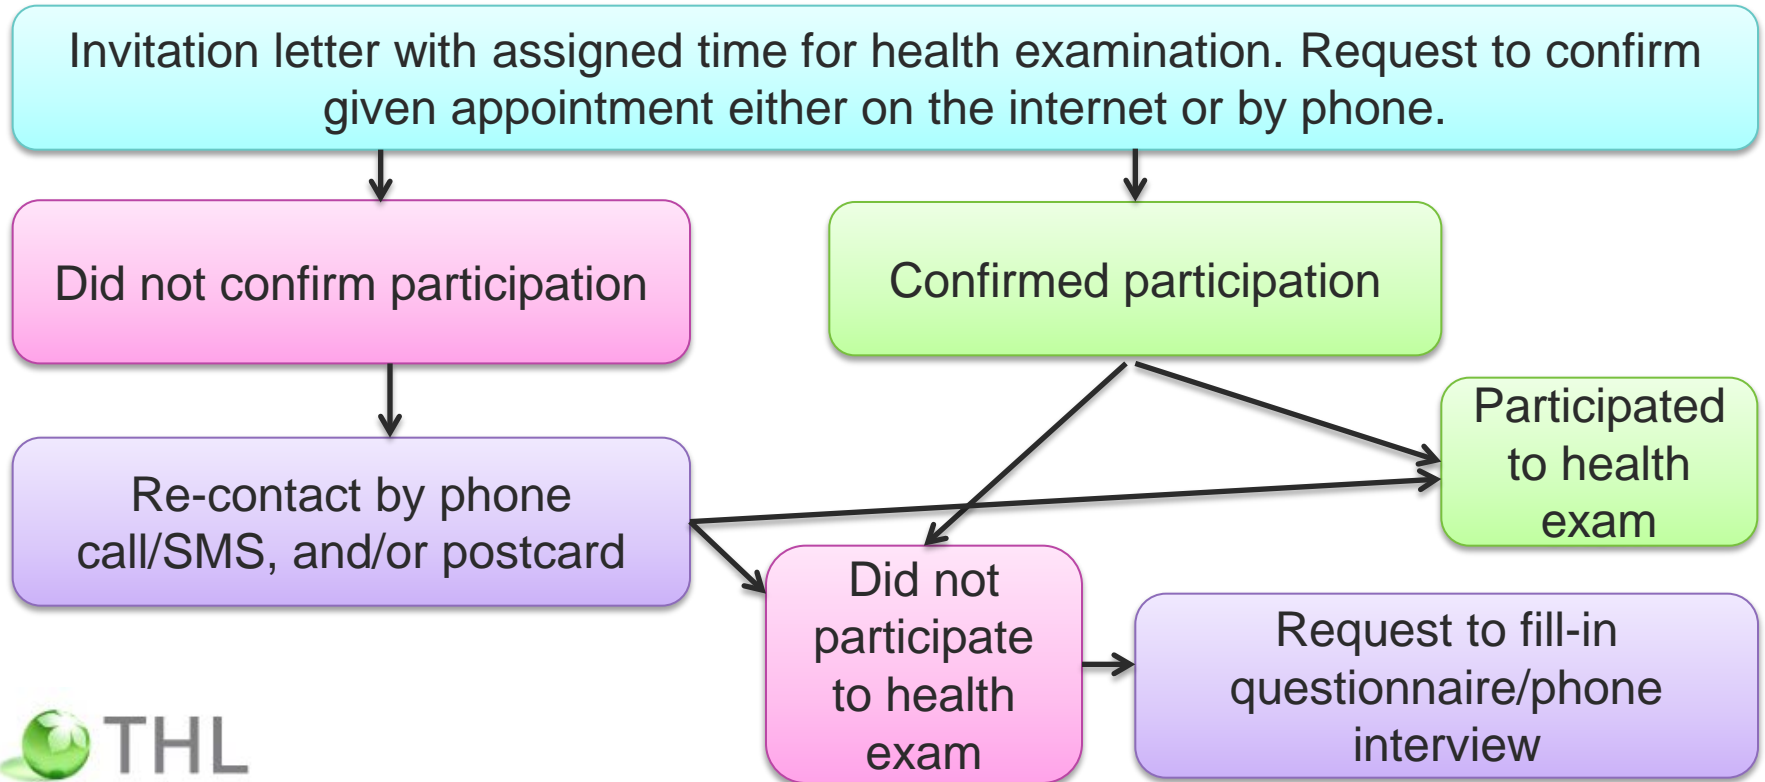 Invitation letter with assigned time for health examination. Request to confirm
given appointment either on the internet or by phone.
Did not confirm participation
Confirmed participation
Participated
to health
exam
Re-contact by phone
call/SMS, and/or postcard
Did not
participate
to health
exam
Request to fill-in
questionnaire/phone
interview
THL